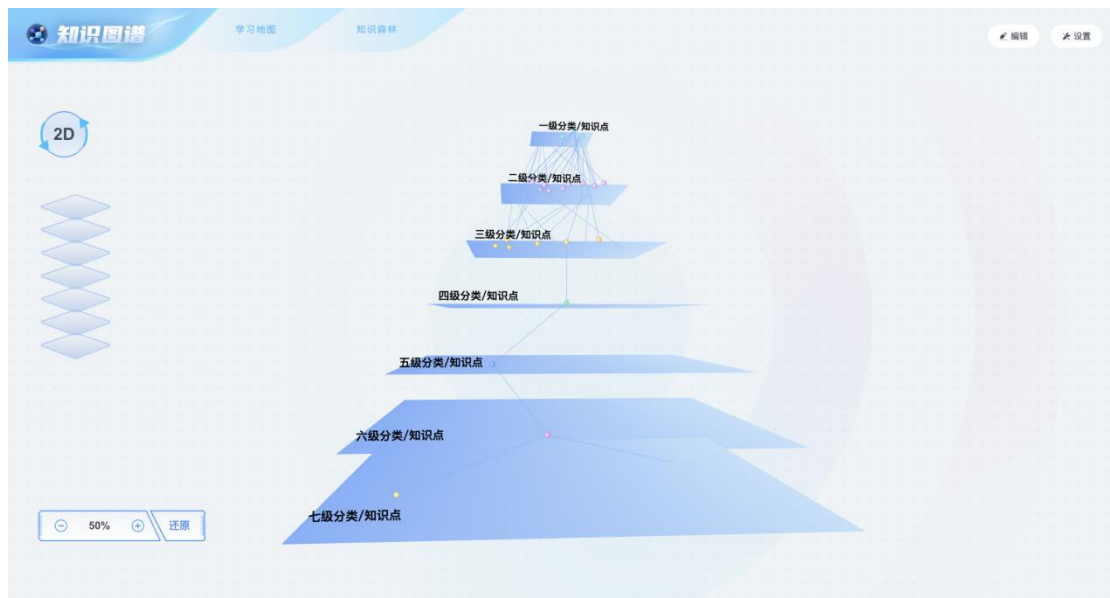 知识图谱
学习地图
知识森林
编辑
设置
2D
一级分类/知识点
二级分类/知识点
三级分类/知识点
四级分类/知识点
五级分类/知识点
六级分类/知识点
七级分类/知识点
50%
还原